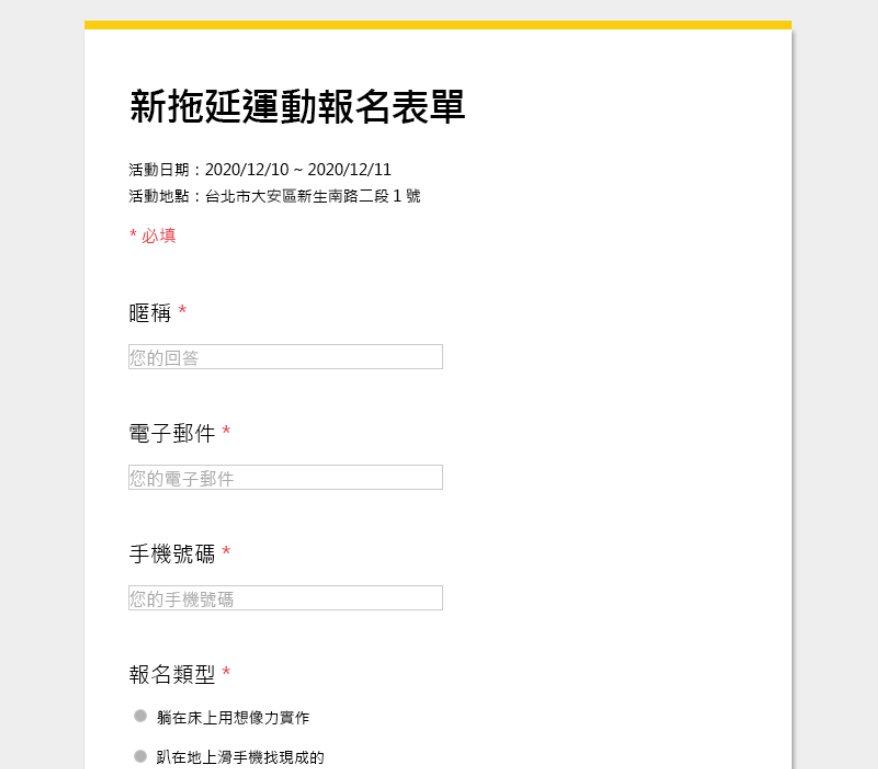 新拖延運動報名表單
活動日期：2020/12/10 ~ 2020/12/11
活動地點：台北市大安區新生南路二段 1 號
* 必填
暱稱 *
您的回答
電子郵件 *
您的電子郵件
手機號碼 *
您的手機號碼
報名類型 *
躺在床上用想像力實作
趴在地上滑手機找現成的